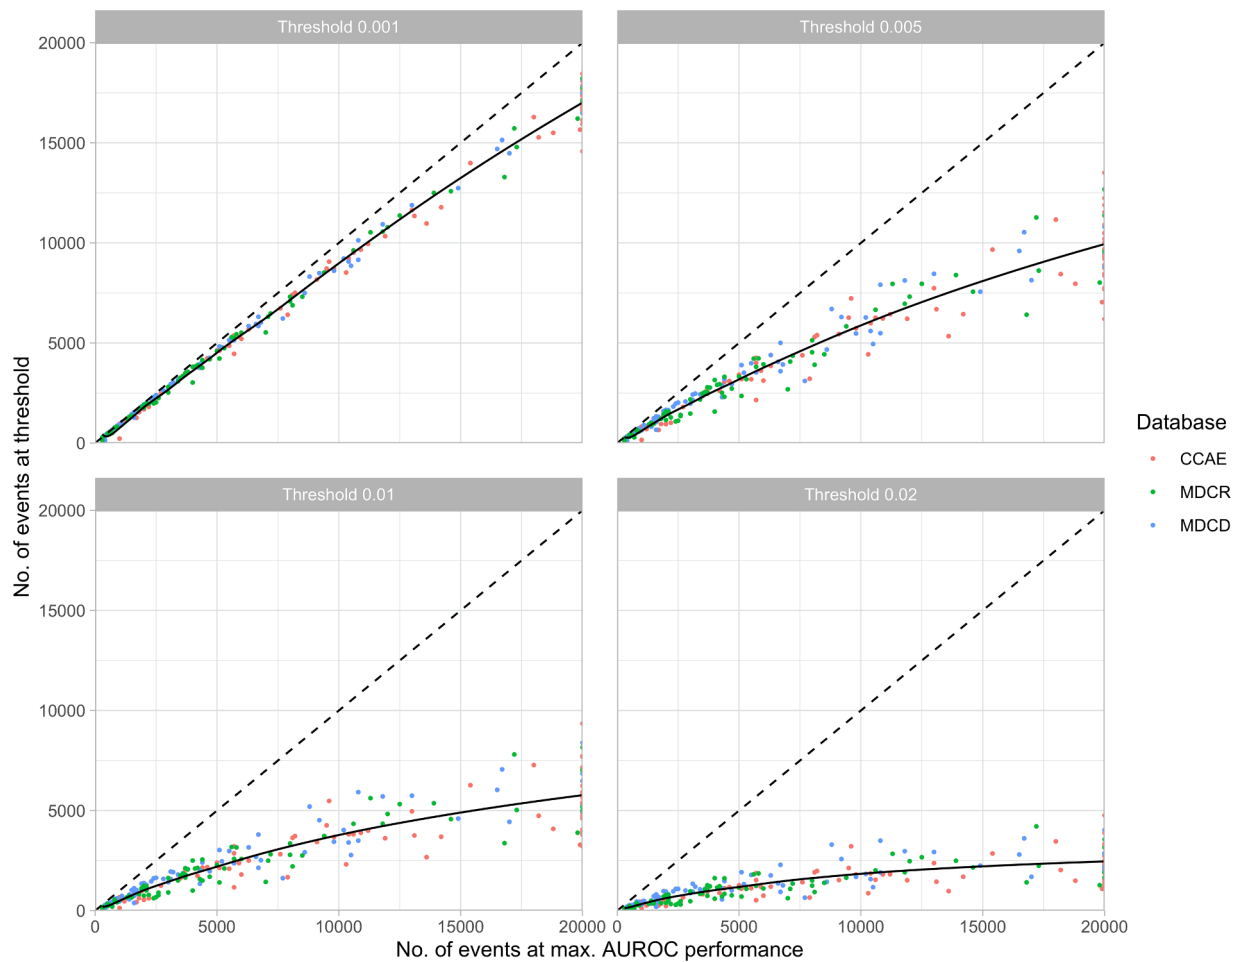 Threshold 0.001
Threshold 0.005
20000
15000
10000
5000
0
Threshold 0.01
Threshold 0.02
20000
15000
10000
5000
0
0
5000
10000
15000
20000
0
5000
10000
15000
20000
No. of events at threshold
No. of events at max. AUROC performance
Database
CCAE
MDCR
MDCD